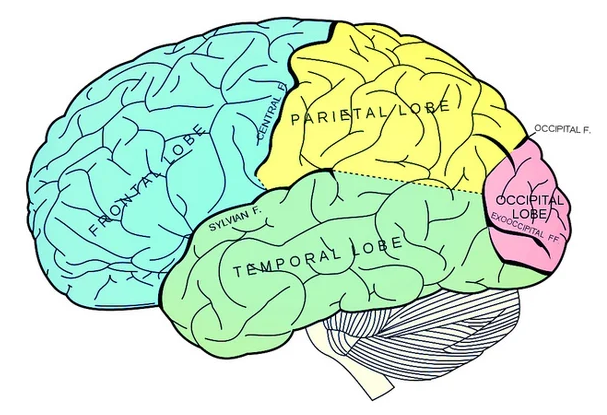 FRONTAL LOBE
CENTRAL F.
PARIETAL LOBE
OCCIPITAL F.
OCCIPITAL
LOBE
EXOOCCIPITAL FF
SYLVIAN F.
TEMPORAL LOBE